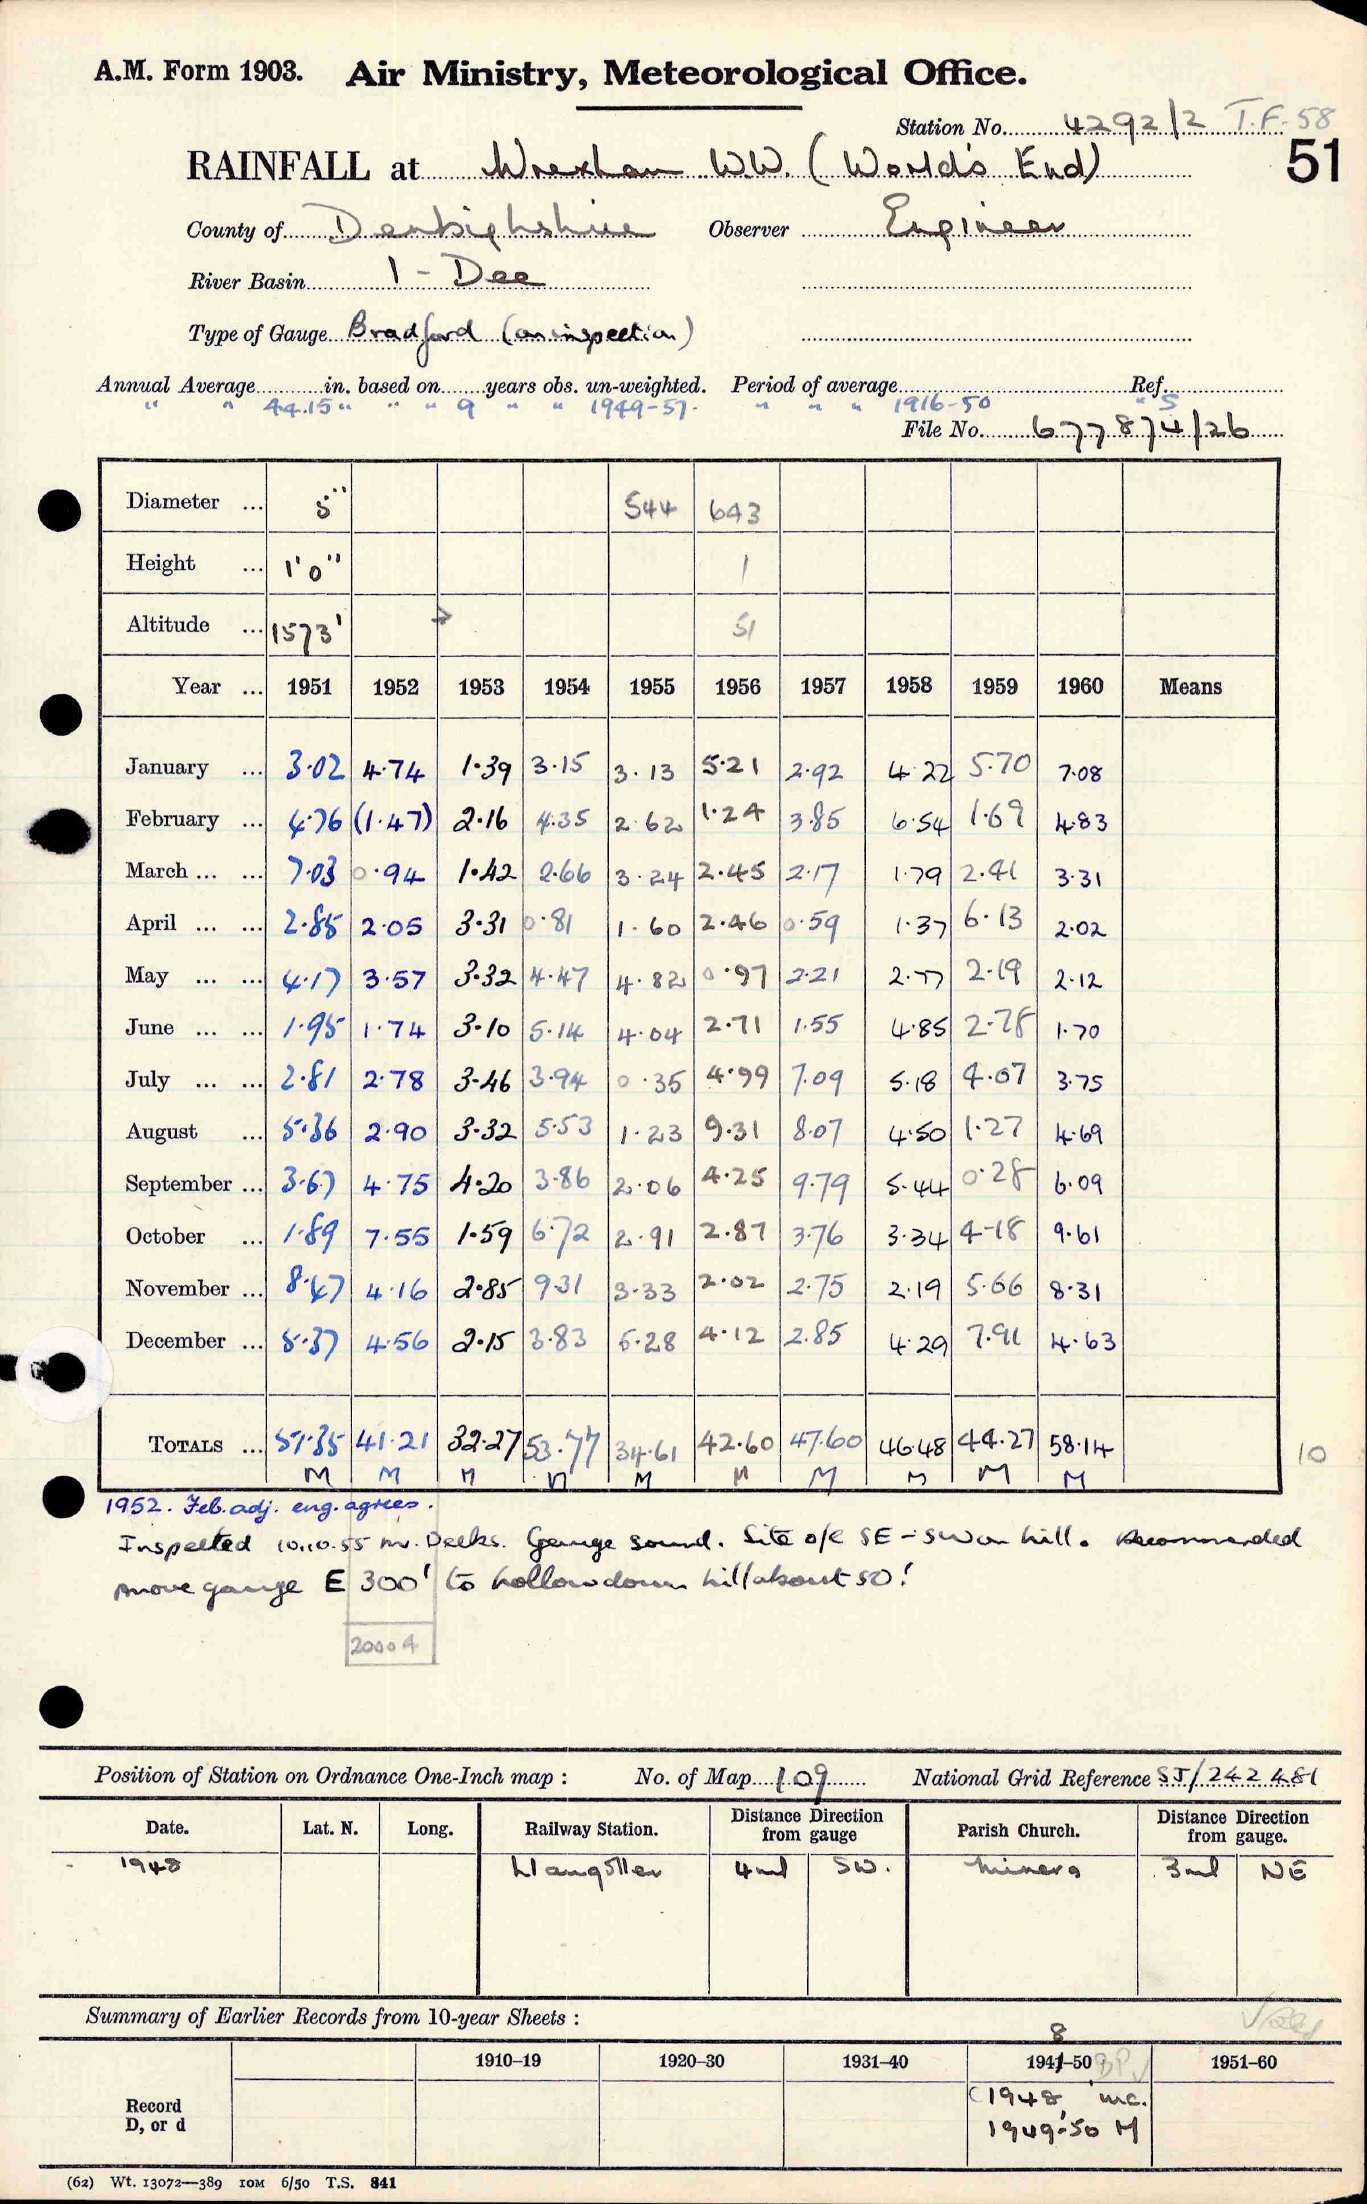 A.M. Form 1903. Air Ministry, Meteorological Office.
Station No. 4292/2 T.F. 58
RAINFALL at Wrexham W.W. (World's End) 51
County of Denbighshire Observer Engineer
River Basin 1 - Dee
Type of Gauge Bradford (on inspection)
Annual Average in. based on years obs. un-weighted. Period of average Ref.
" " 44.15 " " " 9 " " 1949-57. " " " 1916-50 " S
File No. 677874/26
Diameter ... 5" 544 643
Height ... 1'0" 1
Altitude ... 1573' > 51
Year ... 1951 1952 1953 1954 1955 1956 1957 1958 1959 1960 Means
January ... 3.02 4.74 1.39 3.15 3.13 5.21 2.92 4.22 5.70 7.08
February ... 4.76 (1.47) 2.16 4.35 2.62 1.24 3.85 6.54 1.69 4.83
March ... ... 7.03 0.94 1.42 2.66 3.24 2.45 2.17 1.79 2.41 3.31
April ... ... 2.85 2.05 3.31 0.81 1.60 2.46 0.59 1.37 6.13 2.02
May ... ... 4.17 3.57 3.32 4.47 4.82 0.97 2.21 2.77 2.19 2.12
June ... ... 1.95 1.74 3.10 5.14 4.04 2.71 1.55 4.85 2.78 1.70
July ... ... 2.81 2.78 3.46 3.94 0.35 4.99 7.09 5.18 4.07 3.75
August ... 5.36 2.90 3.32 5.53 1.23 9.31 8.07 4.50 1.27 4.69
September ... 3.67 4.75 4.20 3.86 2.06 4.25 9.79 5.44 0.28 6.09
October ... 1.89 7.55 1.59 6.72 2.91 2.87 3.76 3.34 4.18 9.61
November ... 8.47 4.16 2.85 9.31 3.33 2.02 2.75 2.19 5.66 8.31
December ... 5.37 4.56 2.15 3.83 5.28 4.12 2.85 4.29 7.91 4.63
TOTALS ... 51.35 41.21 32.27 53.77 34.61 42.60 47.60 46.48 44.27 58.14 10
M M M M M M M M M M
1952. Feb. adj. eng. agrees.
Inspected 10.10.55 Mr. Deeks. Gauge sound. Site o/e SE - SW on hill. Recommended
move gauge E 300' to hollow down hill about 50'.
20004
Position of Station on Ordnance One-Inch map : No. of Map 109 National Grid Reference SJ/242 481
Date. Lat. N. Long. Railway Station. Distance Direction from gauge Parish Church. Distance Direction from gauge.
- 1948 Llangollen 4ml SW. Minera 3ml NE
Summary of Earlier Records from 10-year Sheets :
8
1910–19 1920–30 1931–40 1941–50 1951–60
Record D, or d
(1948, inc.
1949-50 M
(62) Wt. 13072—389 10M 6/50 T.S. 841